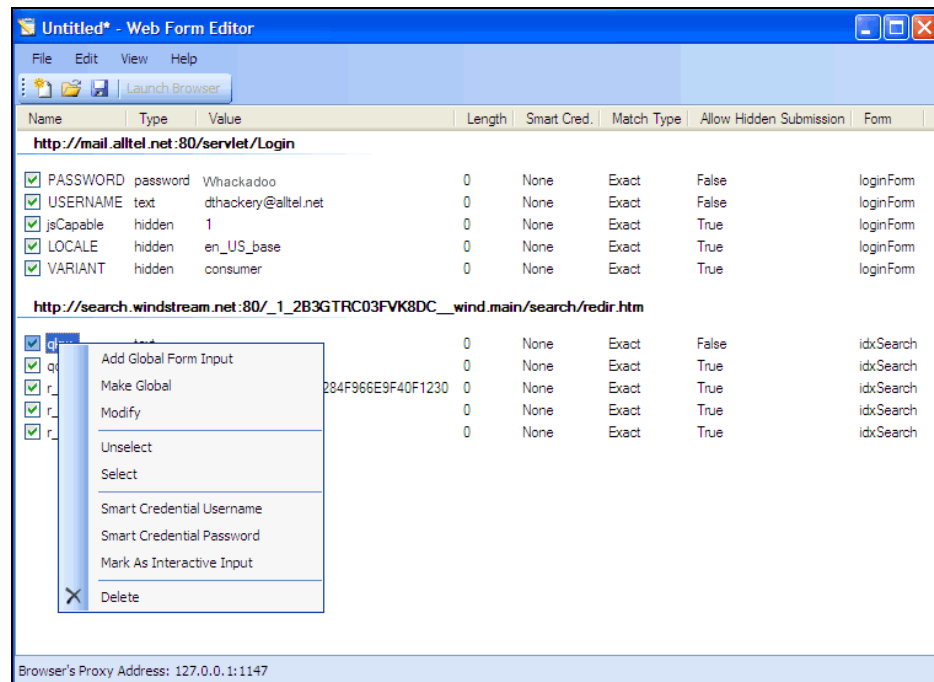 Untitled* - Web Form Editor
File Edit View Help
Launch Browser
Name Type Value Length Smart Cred. Match Type Allow Hidden Submission Form
http://mail.alltel.net:80/servlet/Login
PASSWORD password Whackadoo 0 None Exact False loginForm
USERNAME text dthackery@alltel.net 0 None Exact False loginForm
jsCapable hidden 1 0 None Exact True loginForm
LOCALE hidden en_US_base 0 None Exact True loginForm
VARIANT hidden consumer 0 None Exact True loginForm
http://search.windstream.net:80/_1_2B3GTRC03FVK8DC__wind.main/search/redir.htm
0 None Exact False idxSearch
Add Global Form Input
0 None Exact True idxSearch
Make Global
r_ 284F966E9F40F1230 0 None Exact True idxSearch
Modify
r_ 0 None Exact True idxSearch
r_ 0 None Exact True idxSearch
Unselect
Select
Smart Credential Username
Smart Credential Password
Mark As Interactive Input
Delete
Browser's Proxy Address: 127.0.0.1:1147